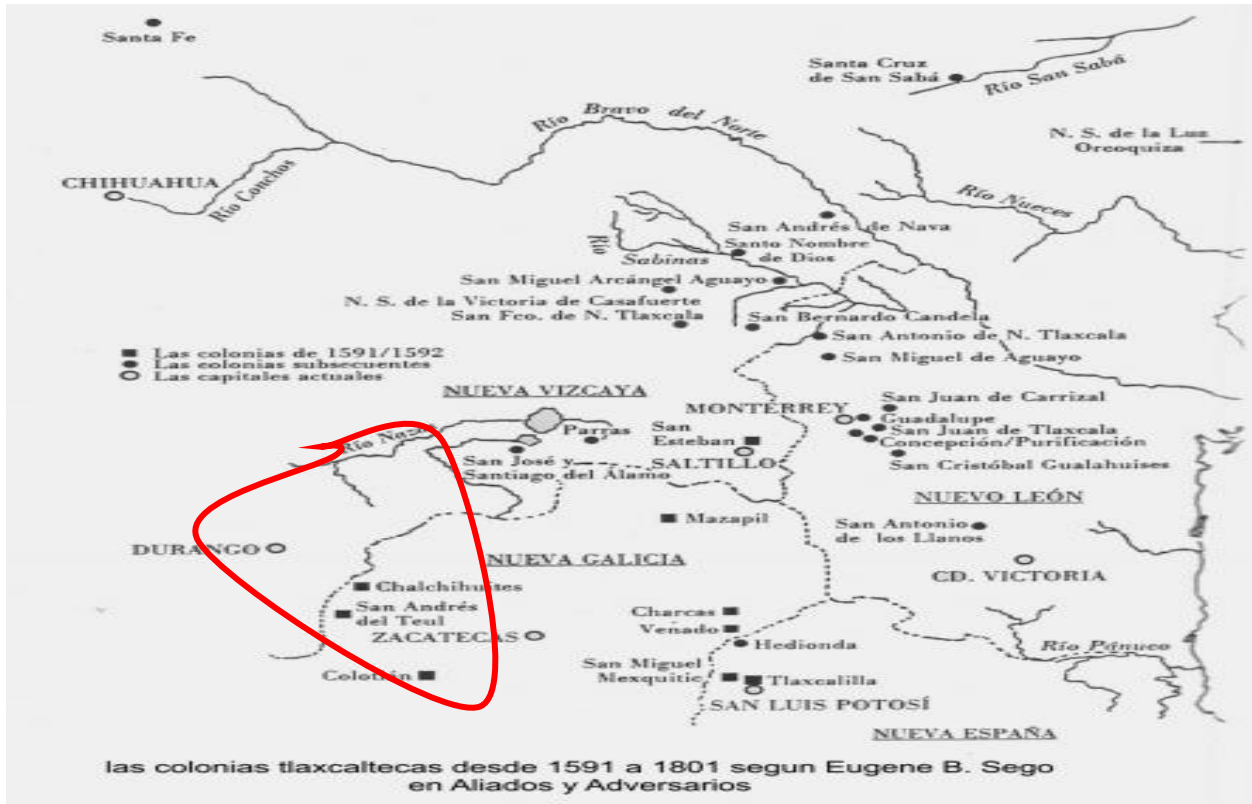 Santa Fe
Santa Cruz
de San Sabá
Río San Sabá
Río Bravo del Norte
N. S. de la Luz
Orcoquiza
CHIHUAHUA
Río Conchos
Río Nueces
San Andrés de Nava
Río
Sabinas
Santo Nombre
de Dios
San Miguel Arcángel Aguayo
N. S. de la Victoria de Casafuerte
San Fco. de N. Tlaxcala
San Bernardo Candela
San Antonio de N. Tlaxcala
San Miguel de Aguayo
Las colonias de 1591/1592
Las colonias subsecuentes
Las capitales actuales
NUEVA VIZCAYA
MONTERREY
San Juan de Carrizal
Guadalupe
San Juan de Tlaxcala
Concepción/Purificación
San Cristóbal Gualahuises
Río Nazas
Parras
San
Esteban
SALTILLO
San José y
Santiago del Álamo
NUEVO LEÓN
Mazapil
San Antonio
de los Llanos
DURANGO
NUEVA GALICIA
CD. VICTORIA
Chalchihuites
San Andrés
del Teul
ZACATECAS
Charcas
Veñado
Hedionda
Río Pánuco
Colotlán
San Miguel
Mexquitic
Tlaxcalilla
SAN LUIS POTOSÍ
NUEVA ESPAÑA
las colonias tlaxcaltecas desde 1591 a 1801 segun Eugene B. Sego
en Aliados y Adversarios